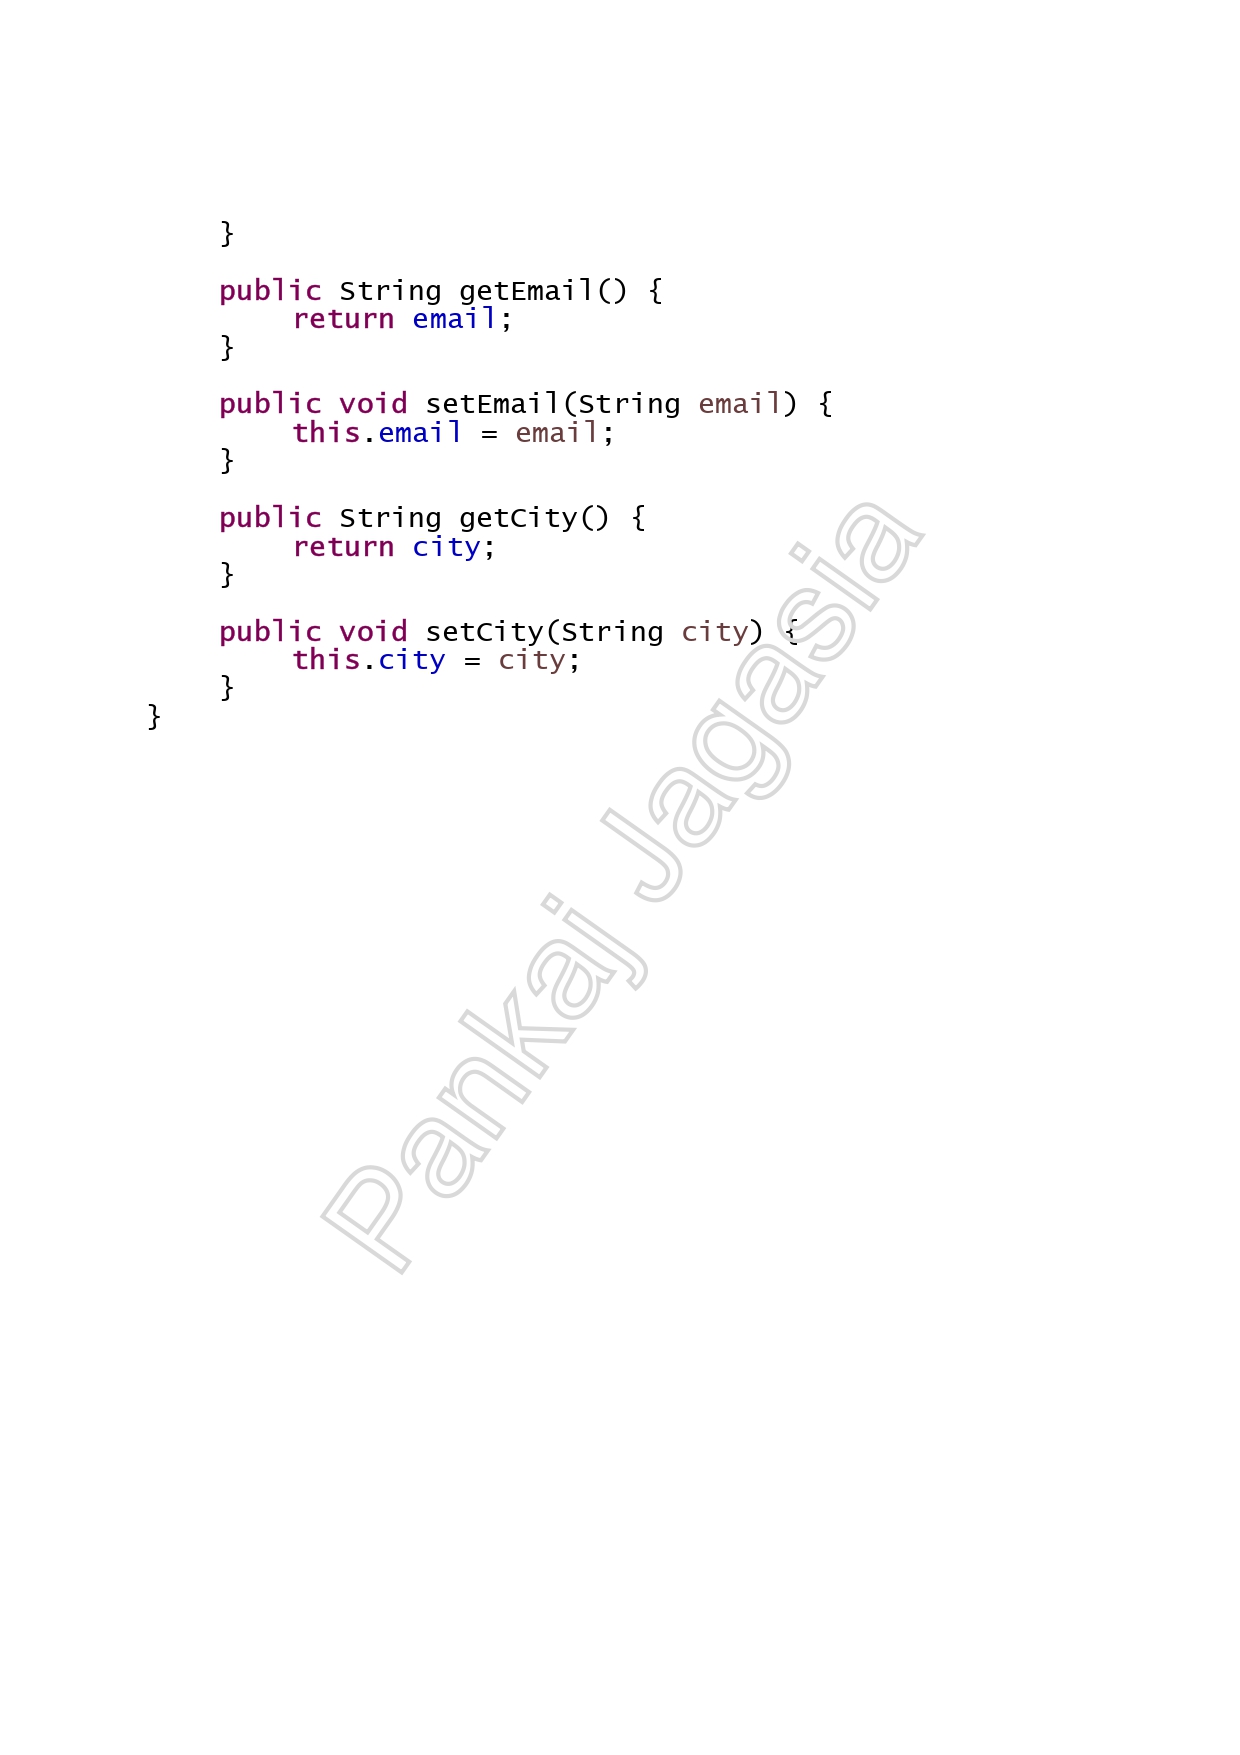 }
public String getEmail() {
return email;
}
public void setEmail(String email) {
this.email = email;
}
public String getCity() {
return city;
}
public void setCity(String city) {
this.city = city;
}
}
Pankaj Jagasia